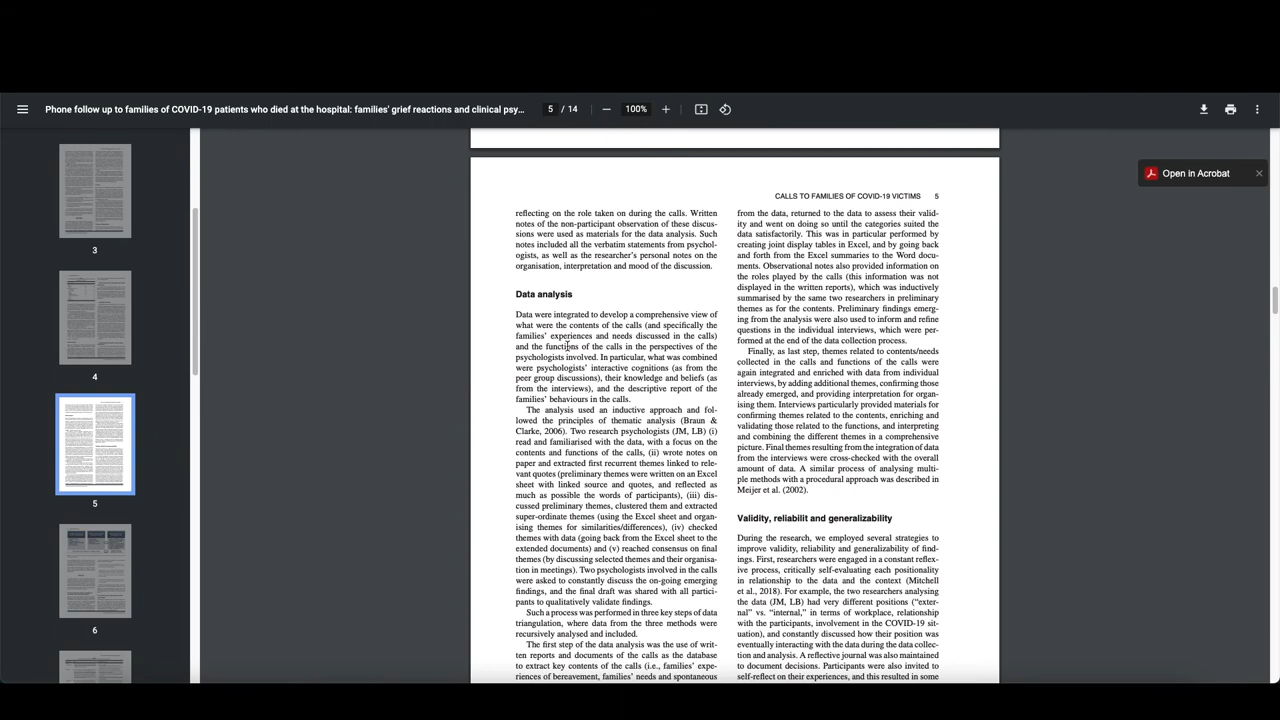 Phone follow up to families of COVID-19 patients who died at the hospital: families' grief reactions and clinical psy...
5 / 14
100%
Open in Acrobat
3
4
5
6
CALLS TO FAMILIES OF COVID-19 VICTIMS 5
reflecting on the role taken on during the calls. Written
notes of the non-participant observation of these discus-
sions were used as materials for the data analysis. Such
notes included all the verbatim statements from psychol-
ogists, as well as the researcher's personal notes on the
organisation, interpretation and mood of the discussion.
Data analysis
Data were integrated to develop a comprehensive view of
what were the contents of the calls (and specifically the
families' experiences and needs discussed in the calls)
and the functions of the calls in the perspectives of the
psychologists involved. In particular, what was combined
were psychologists' interactive cognitions (as from the
peer group discussions), their knowledge and beliefs (as
from the interviews), and the descriptive report of the
families' behaviours in the calls.
The analysis used an inductive approach and fol-
lowed the principles of thematic analysis (Braun &
Clarke, 2006). Two research psychologists (JM, LB) (i)
read and familiarised with the data, with a focus on the
contents and functions of the calls, (ii) wrote notes on
paper and extracted first recurrent themes linked to rele-
vant quotes (preliminary themes were written on an Excel
sheet with linked source and quotes, and reflected as
much as possible the words of participants), (iii) dis-
cussed preliminary themes, clustered them and extracted
super-ordinate themes (using the Excel sheet and organ-
ising themes for similarities/differences), (iv) checked
themes with data (going back from the Excel sheet to the
extended documents) and (v) reached consensus on final
themes (by discussing selected themes and their organisa-
tion in meetings). Two psychologists involved in the calls
were asked to constantly discuss the on-going emerging
findings, and the final draft was shared with all partici-
pants to qualitatively validate findings.
Such a process was performed in three key steps of data
triangulation, where data from the three methods were
recursively analysed and included.
The first step of the data analysis was the use of writ-
ten reports and documents of the calls as the database
to extract key contents of the calls (i.e., families' expe-
riences of bereavement, families' needs and spontaneous
from the data, returned to the data to assess their valid-
ity and went on doing so until the categories suited the
data satisfactorily. This was in particular performed by
creating joint display tables in Excel, and by going back
and forth from the Excel summaries to the Word docu-
ments. Observational notes also provided information on
the roles played by the calls (this information was not
displayed in the written reports), which was inductively
summarised by the same two researchers in preliminary
themes as for the contents. Preliminary findings emerg-
ing from the analysis were also used to inform and refine
questions in the individual interviews, which were per-
formed at the end of the data collection process.
Finally, as last step, themes related to contents/needs
collected in the calls and functions of the calls were
again integrated and enriched with data from individual
interviews, by adding additional themes, confirming those
already emerged, and providing interpretation for organ-
ising them. Interviews particularly provided materials for
confirming themes related to the contents, enriching and
validating those related to the functions, and interpreting
and combining the different themes in a comprehensive
picture. Final themes resulting from the integration of data
from the interviews were cross-checked with the overall
amount of data. A similar process of analysing multi-
ple methods with a procedural approach was described in
Meijer et al. (2002).
Validity, reliabilit and generalizability
During the research, we employed several strategies to
improve validity, reliability and generalizability of find-
ings. First, researchers were engaged in a constant reflex-
ive process, critically self-evaluating each positionality
in relationship to the data and the context (Mitchell
et al., 2018). For example, the two researchers analysing
the data (JM, LB) had very different positions ("exter-
nal" vs. "internal," in terms of workplace, relationship
with the participants, involvement in the COVID-19 sit-
uation), and constantly discussed how their position was
eventually interacting with the data during the data collec-
tion and analysis. A reflective journal was also maintained
to document decisions. Participants were also invited to
self-reflect on their experiences, and this resulted in some